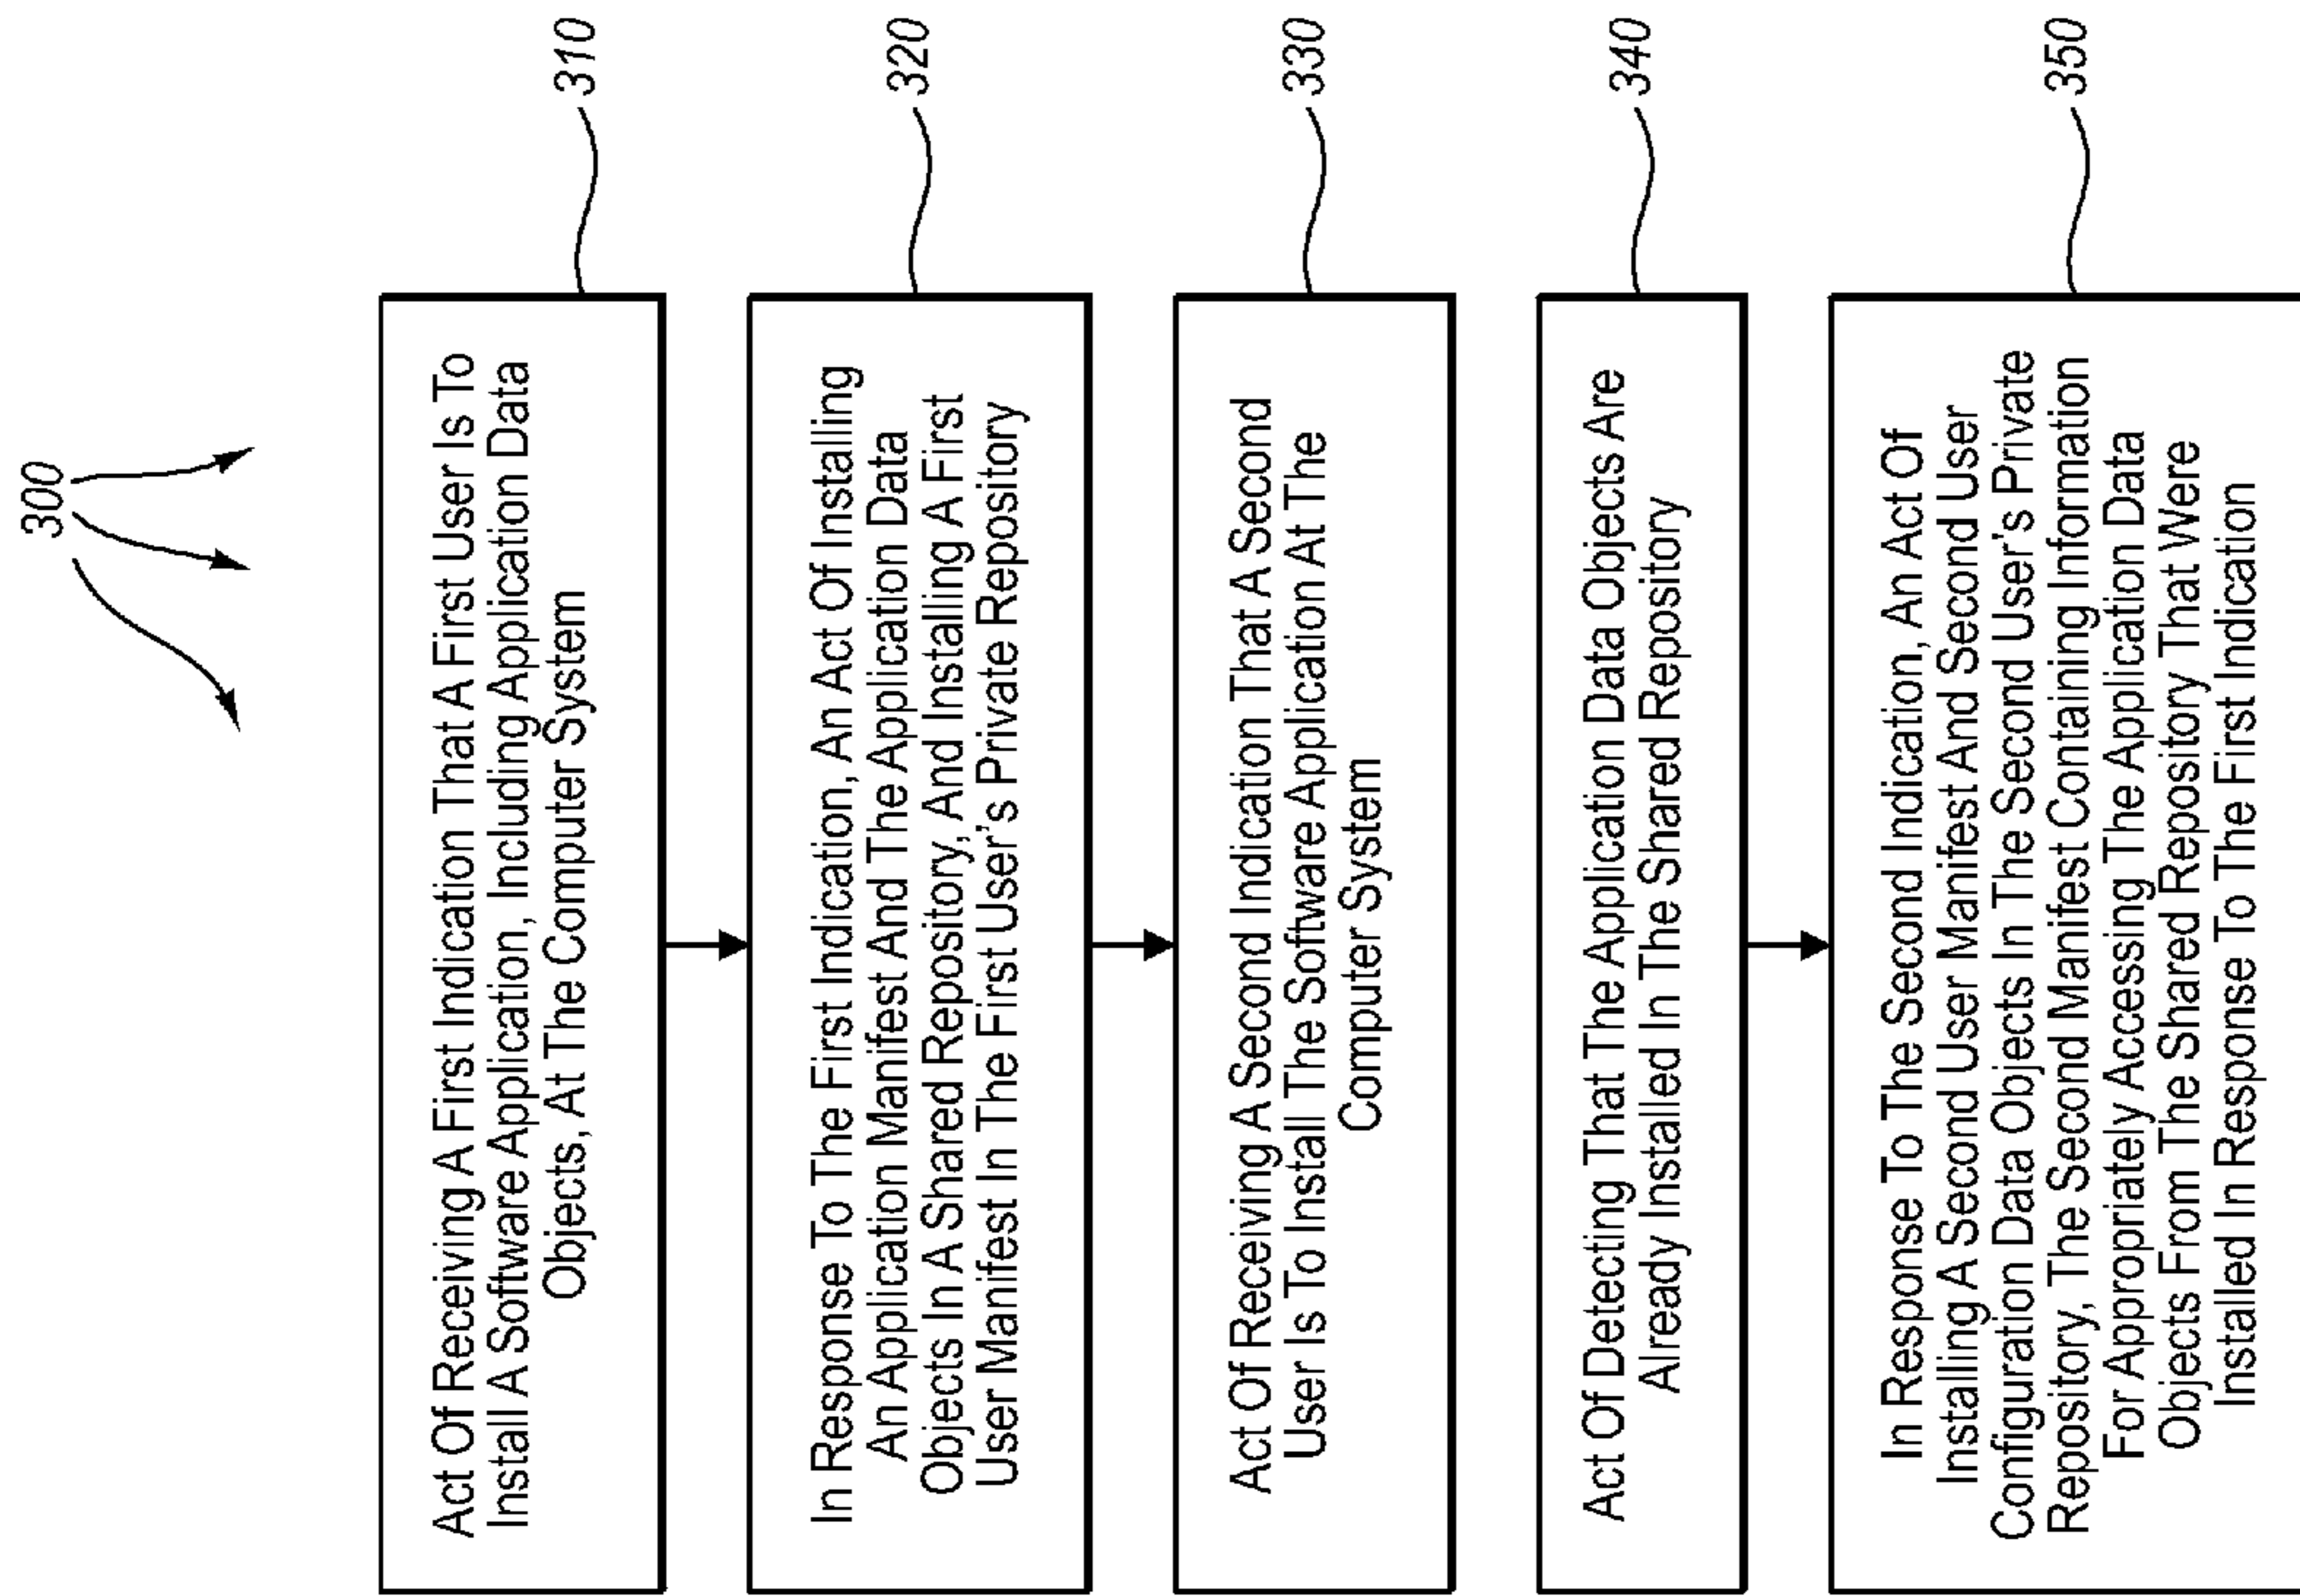 300
Act Of Receiving A First Indication That A First User Is To
Install A Software Application, Including Application Data
Objects, At The Computer System
310
In Response To The First Indication, An Act Of Installing
An Application Manifest And The Application Data
Objects In A Shared Repository, And Installing A First
User Manifest In The First User's Private Repository
320
Act Of Receiving A Second Indication That A Second
User Is To Install The Software Application At The
Computer System
330
Act Of Detecting That The Application Data Objects Are
Already Installed In The Shared Repository
340
In Response To The Second Indication, An Act Of
Installing A Second User Manifest And Second User
Configuration Data Objects In The Second User's Private
Repository, The Second Manifest Containing Information
For Appropriately Accessing The Application Data
Objects From The Shared Repository That Were
Installed In Response To The First Indication
350